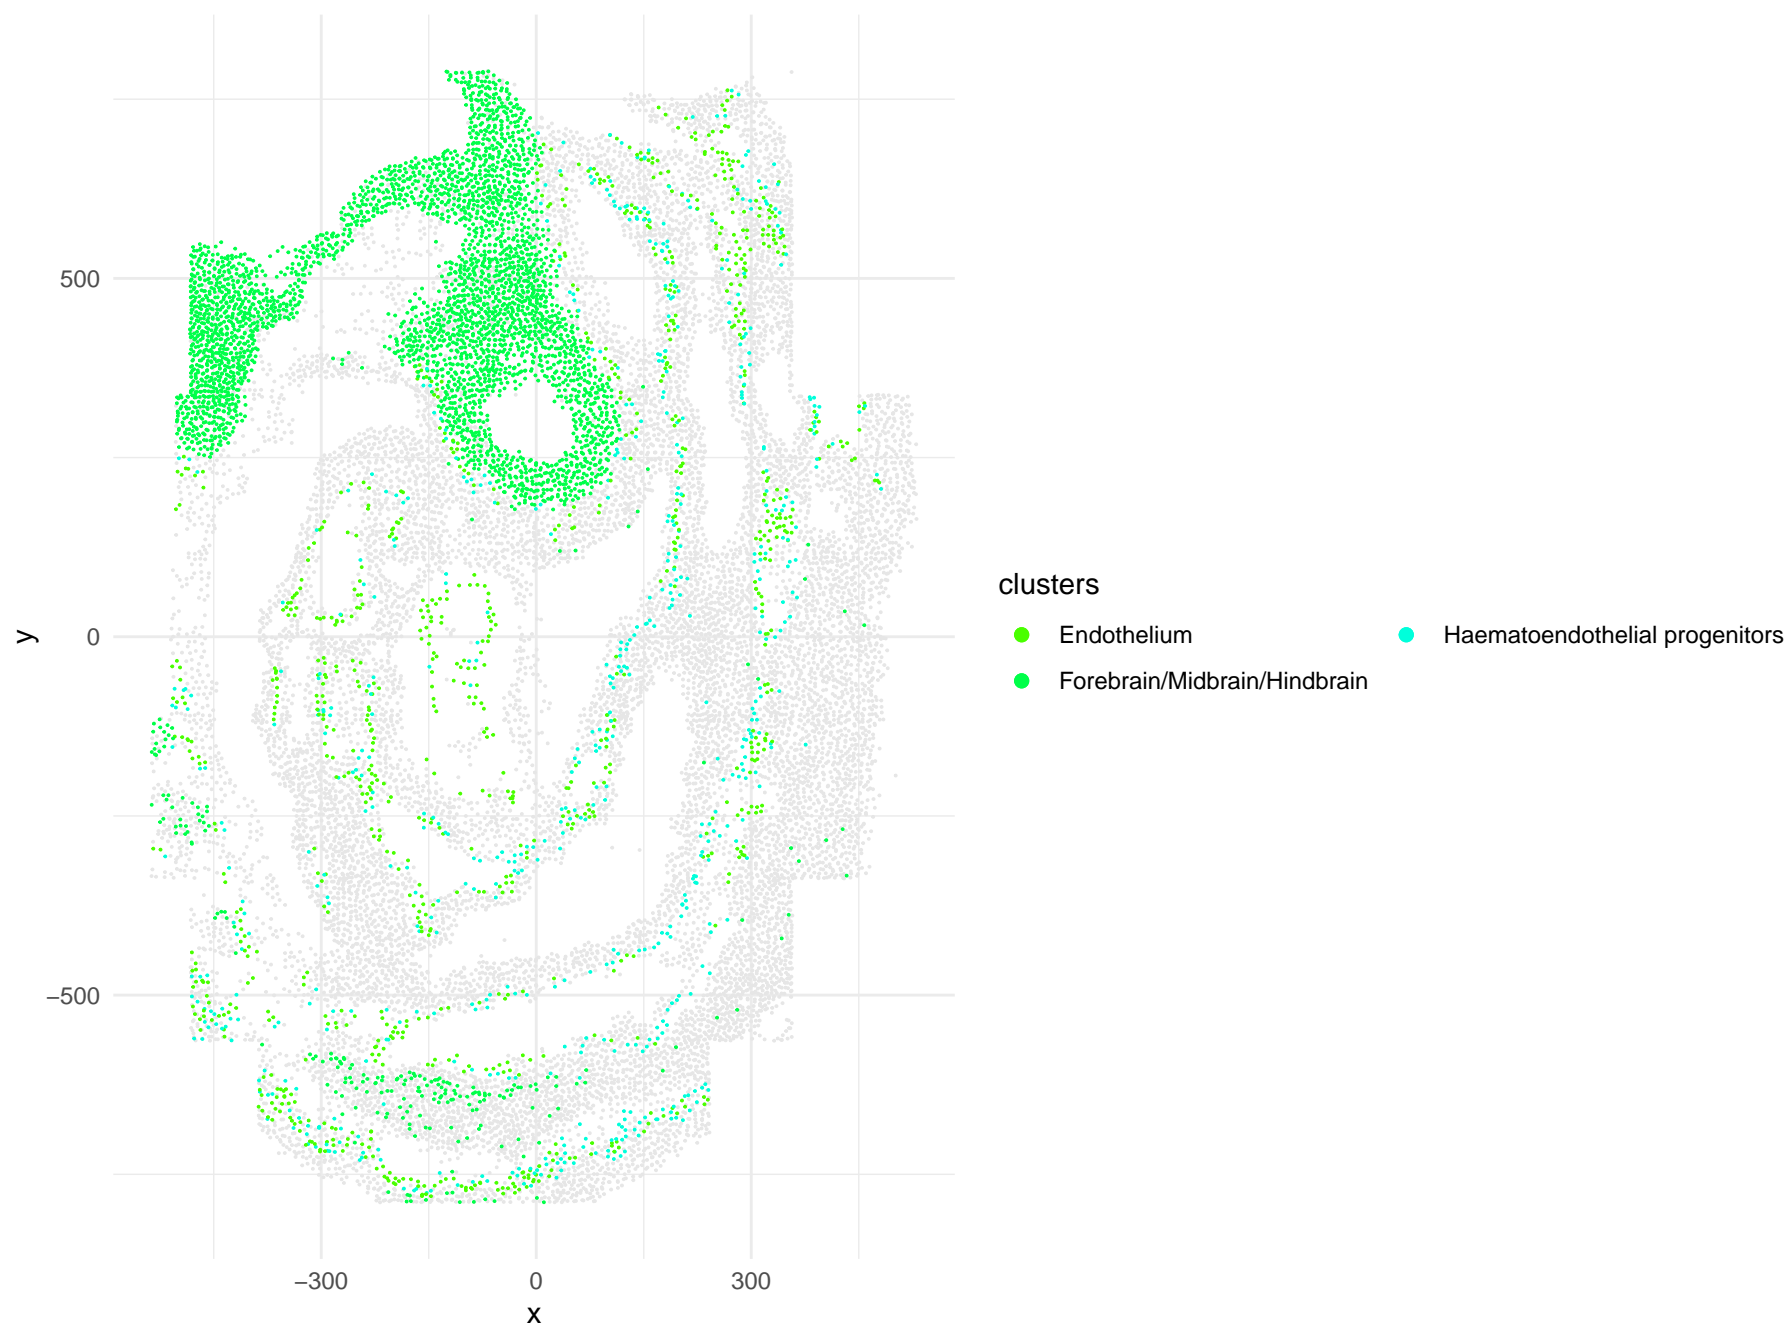 500
0
−500
y
−300
0
300
x
clusters
Endothelium
Haematoendothelial progenitors
Forebrain/Midbrain/Hindbrain